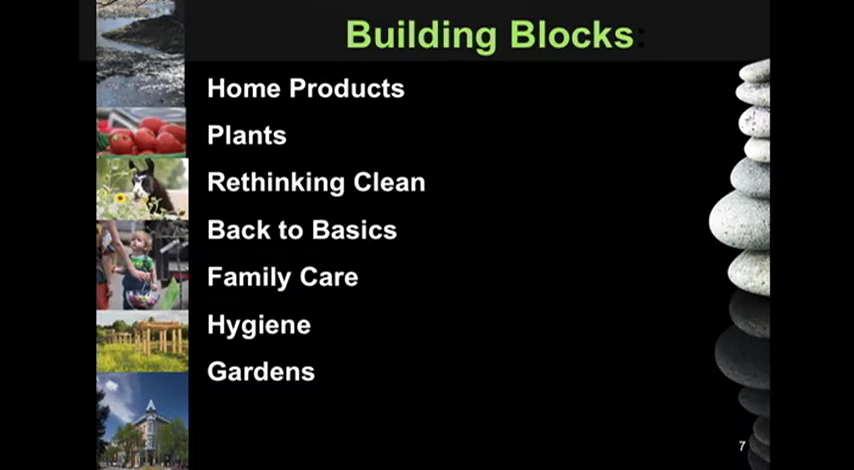 Building Blocks:
Home Products
Plants
Rethinking Clean
Back to Basics
Family Care
Hygiene
Gardens
7